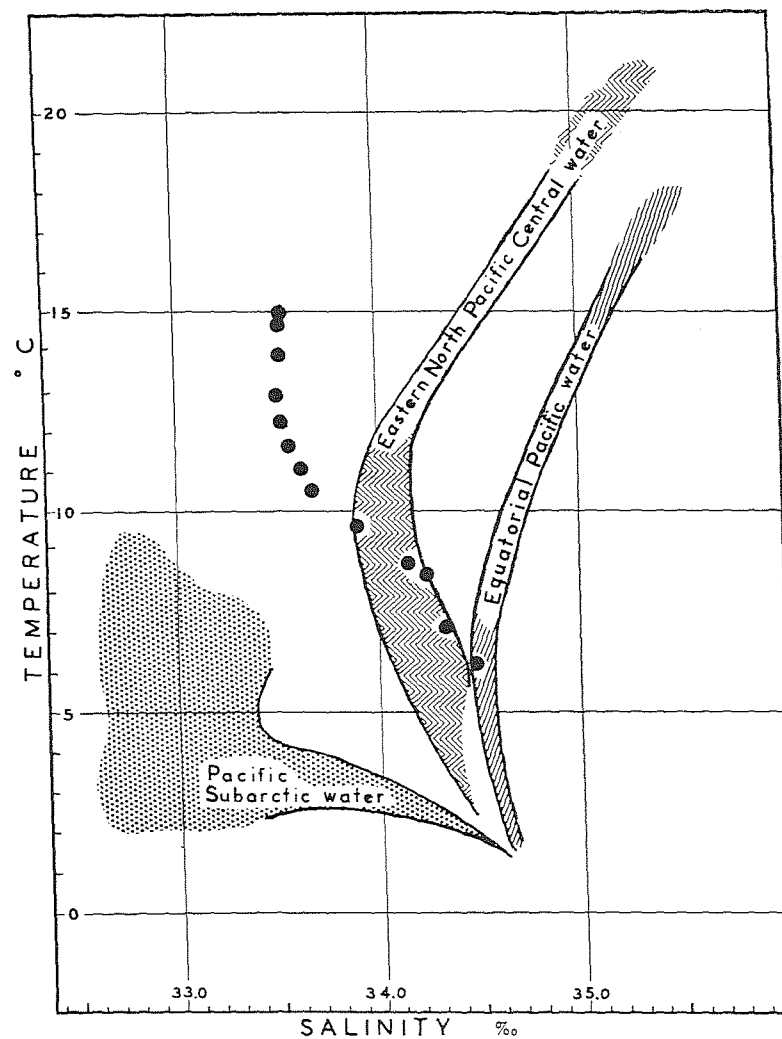 20
15
10
5
0
TEMPERATURE °C
Eastern North Pacific Central water
Equatorial Pacific water
Pacific
Subarctic water
33.0 34.0 35.0
SALINITY ‰